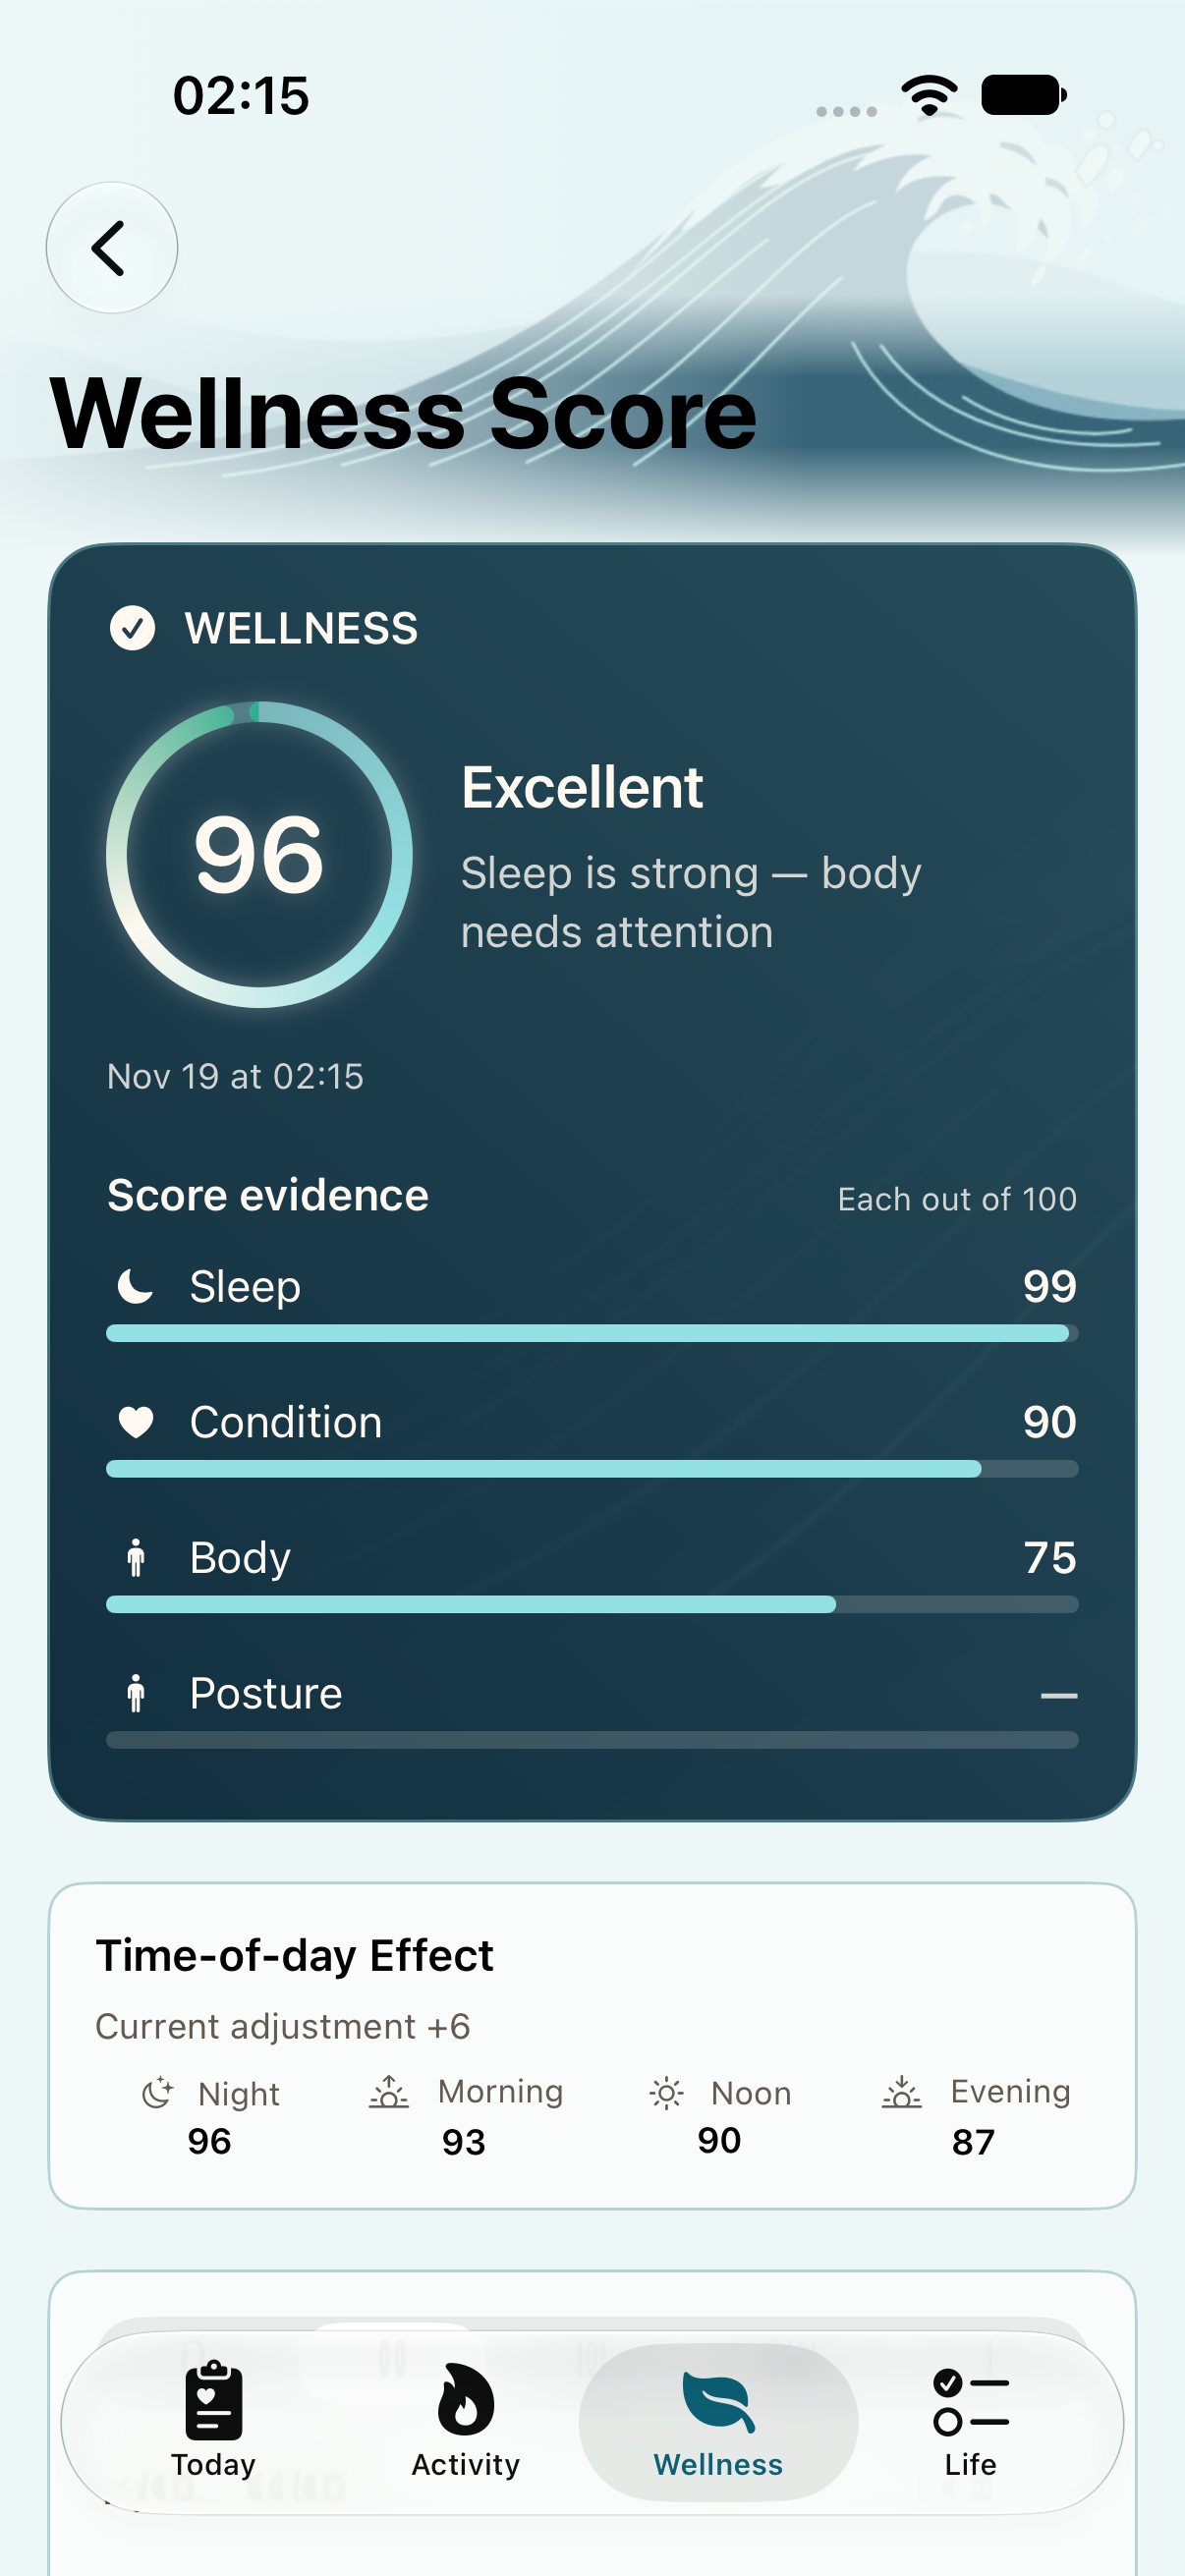 02:15
Wellness Score
WELLNESS
96
Excellent
Sleep is strong — body
needs attention
Nov 19 at 02:15
Score evidence
Each out of 100
Sleep
99
Condition
90
Body
75
Posture
—
Time-of-day Effect
Current adjustment +6
Night
Morning
Noon
Evening
96
93
90
87
Today
Activity
Wellness
Life